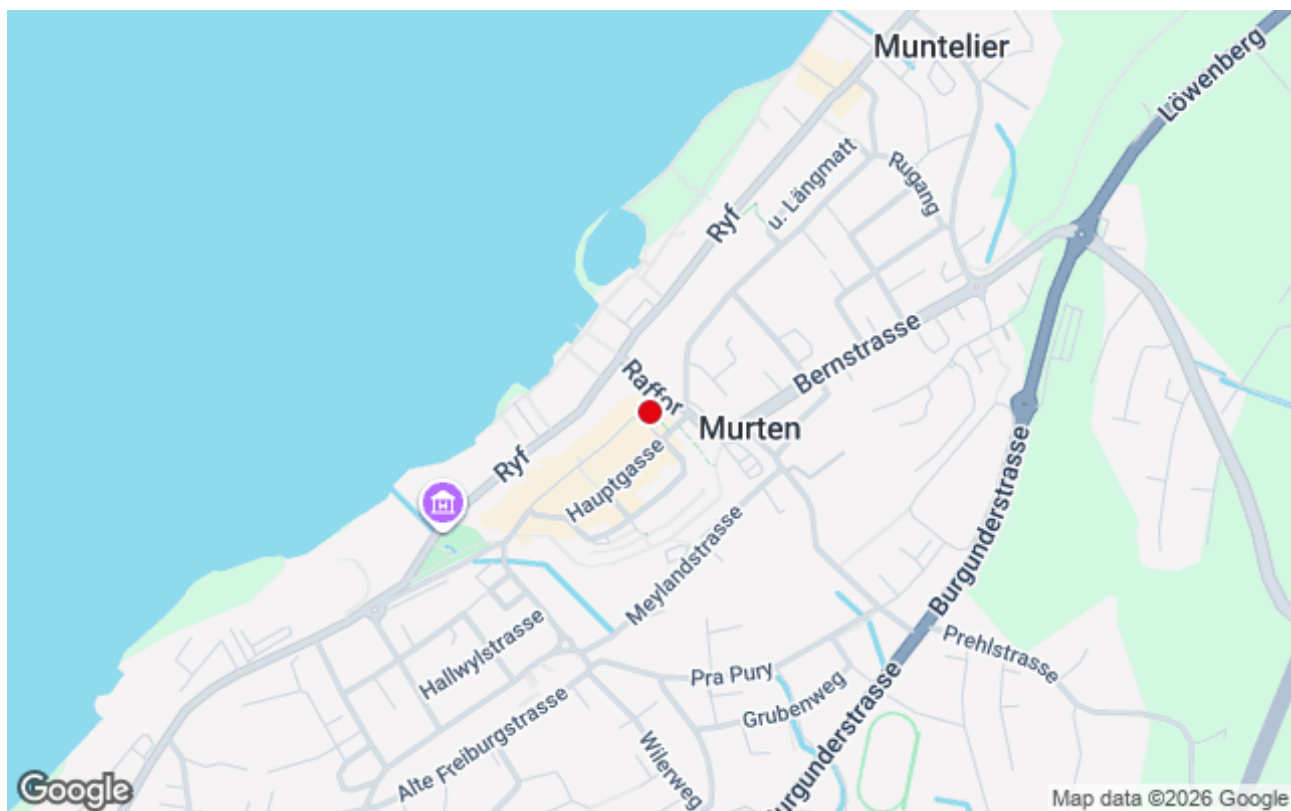 Muntelier
Löwenberg
u. Längmatt
Rugang
Ryf
Bernstrasse
Raffor
Murten
Ryf
Hauptgasse
Meylandstrasse
Burgunderstrasse
Hallwylstrasse
Prehlstrasse
Pra Pury
Grubenweg
Alte Freiburgstrasse
Wilerweg
Burgunderstrasse
Google
Map data ©2026 Google